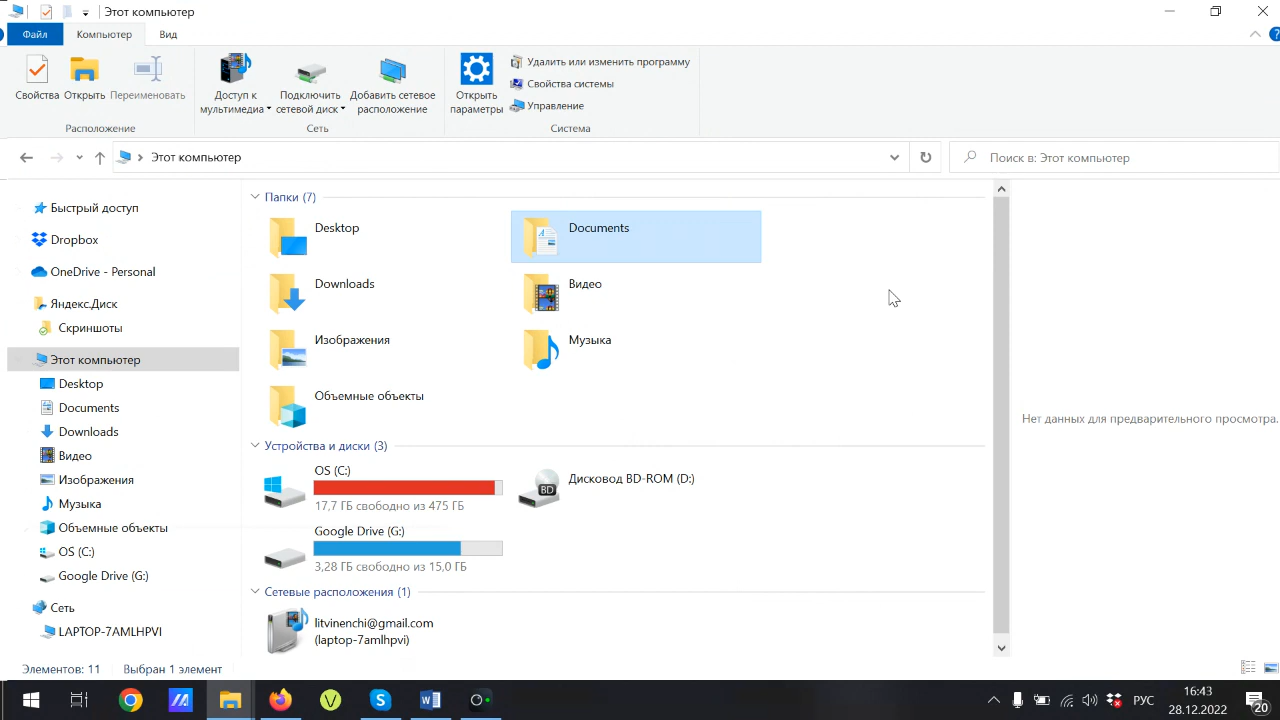 Этот компьютер
Файл
Компьютер
Вид
?
Свойства
Открыть
Переименовать
Расположение
Доступ к
мультимедиа
Подключить
сетевой диск
Добавить сетевое
расположение
Сеть
Открыть
параметры
Удалить или изменить программу
Свойства системы
Управление
Система
Этот компьютер
Поиск в: Этот компьютер
Быстрый доступ
Dropbox
OneDrive - Personal
Яндекс.Диск
Скриншоты
Этот компьютер
Desktop
Documents
Downloads
Видео
Изображения
Музыка
Объемные объекты
OS (C:)
Google Drive (G:)
Сеть
LAPTOP-7AMLHPVI
Папки (7)
Desktop
Documents
Downloads
Видео
Изображения
Музыка
Объемные объекты
Устройства и диски (3)
OS (C:)
17,7 ГБ свободно из 475 ГБ
BD
Дисковод BD-ROM (D:)
Google Drive (G:)
3,28 ГБ свободно из 15,0 ГБ
Сетевые расположения (1)
litvinenchi@gmail.com
(laptop-7amlhpvi)
Нет данных для предварительного просмотра.
Элементов: 11
Выбран 1 элемент
РУС
16:43
28.12.2022
20